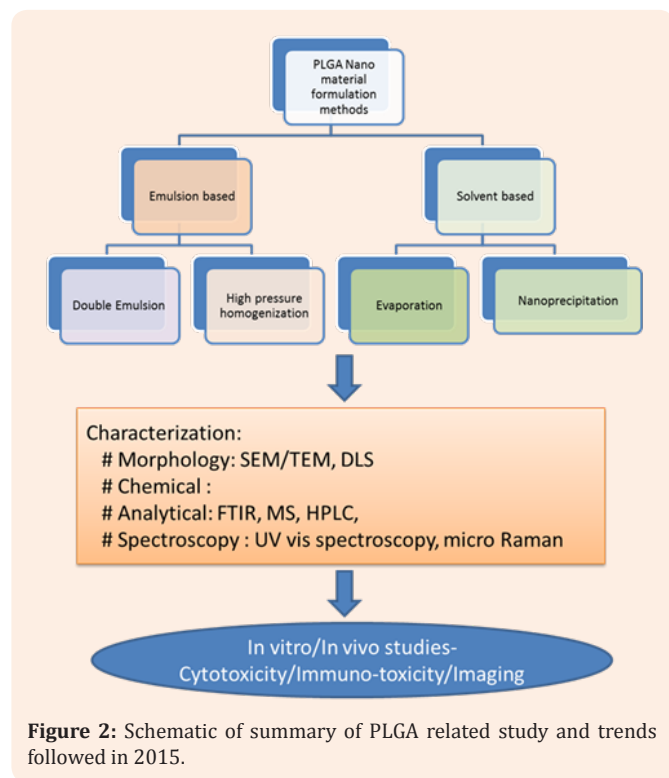 PLGA Nano
material
formulation
methods
Emulsion based
Solvent based
Double Emulsion
High pressure
homogenization
Evaporation
Nanoprecipitation
Characterization:
# Morphology: SEM/TEM, DLS
# Chemical :
# Analytical: FTIR, MS, HPLC,
# Spectroscopy : UV vis spectroscopy, micro Raman
In vitro/In vivo studies-
Cytotoxicity/Immuno-toxicity/Imaging
Figure 2: Schematic of summary of PLGA related study and trends
followed in 2015.